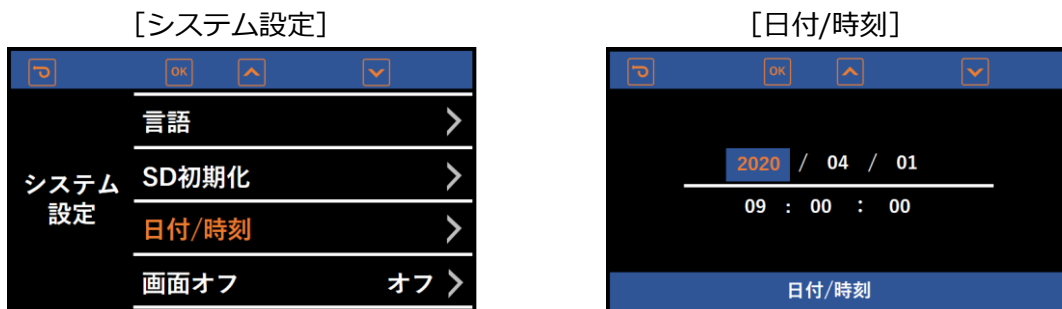 ［システム設定］
OK
システム
設定
言語
SD初期化
日付/時刻
画面オフ オフ
［日付/時刻］
OK
2020 / 04 / 01
09 : 00 : 00
日付/時刻